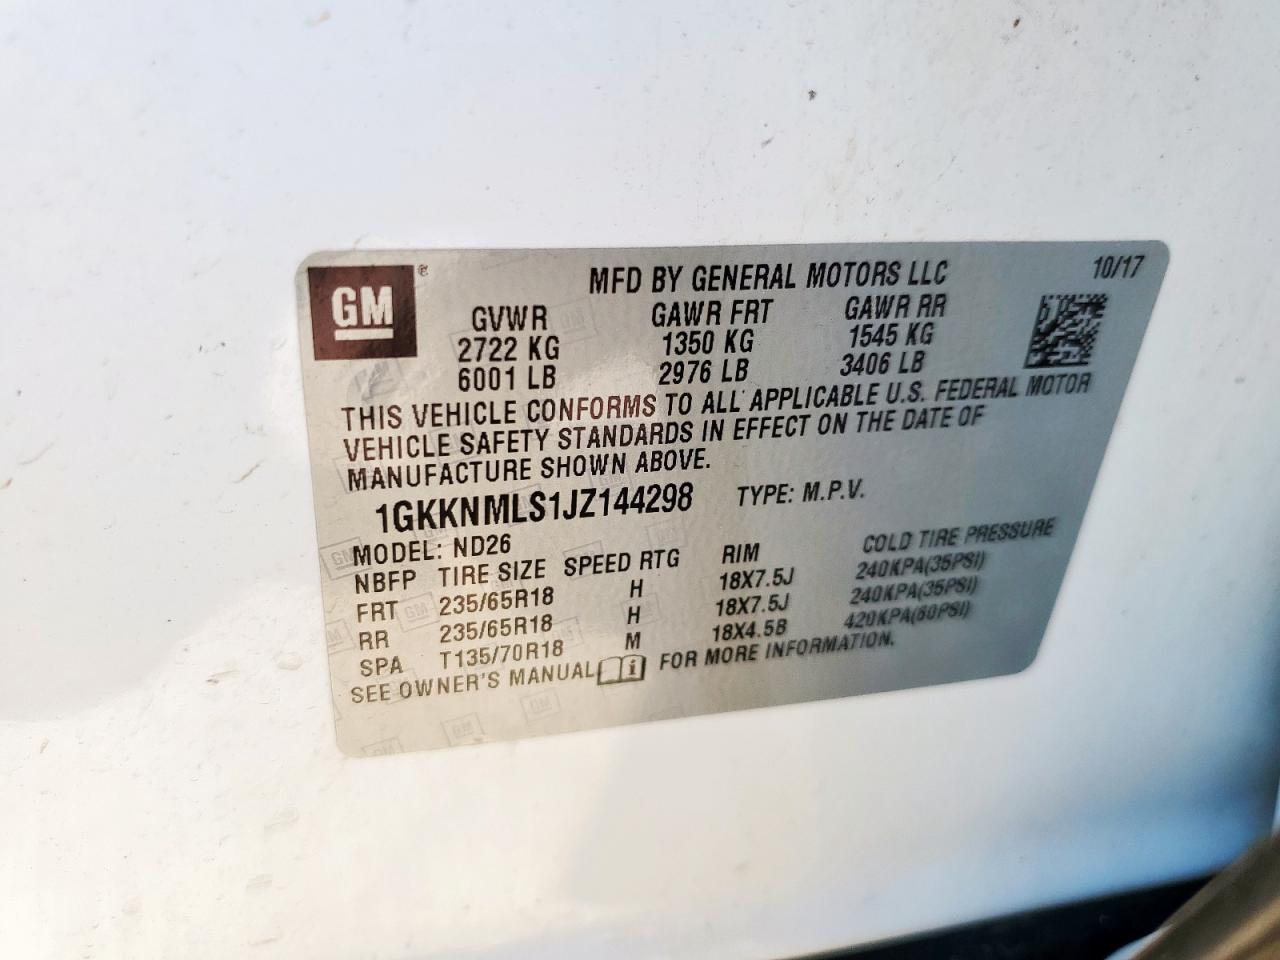 GM ®
MFD BY GENERAL MOTORS LLC 10/17
GVWR GAWR FRT GAWR RR
2722 KG 1350 KG 1545 KG
6001 LB 2976 LB 3406 LB
THIS VEHICLE CONFORMS TO ALL APPLICABLE U.S. FEDERAL MOTOR
VEHICLE SAFETY STANDARDS IN EFFECT ON THE DATE OF
MANUFACTURE SHOWN ABOVE.
1GKKNMLS1JZ144298 TYPE: M.P.V.
MODEL: ND26
NBFP TIRE SIZE SPEED RTG RIM COLD TIRE PRESSURE
FRT 235/65R18 H 18X7.5J 240KPA(35PSI)
RR 235/65R18 H 18X7.5J 240KPA(35PSI)
SPA T135/70R18 M 18X4.5B 420KPA(60PSI)
SEE OWNER'S MANUAL FOR MORE INFORMATION.